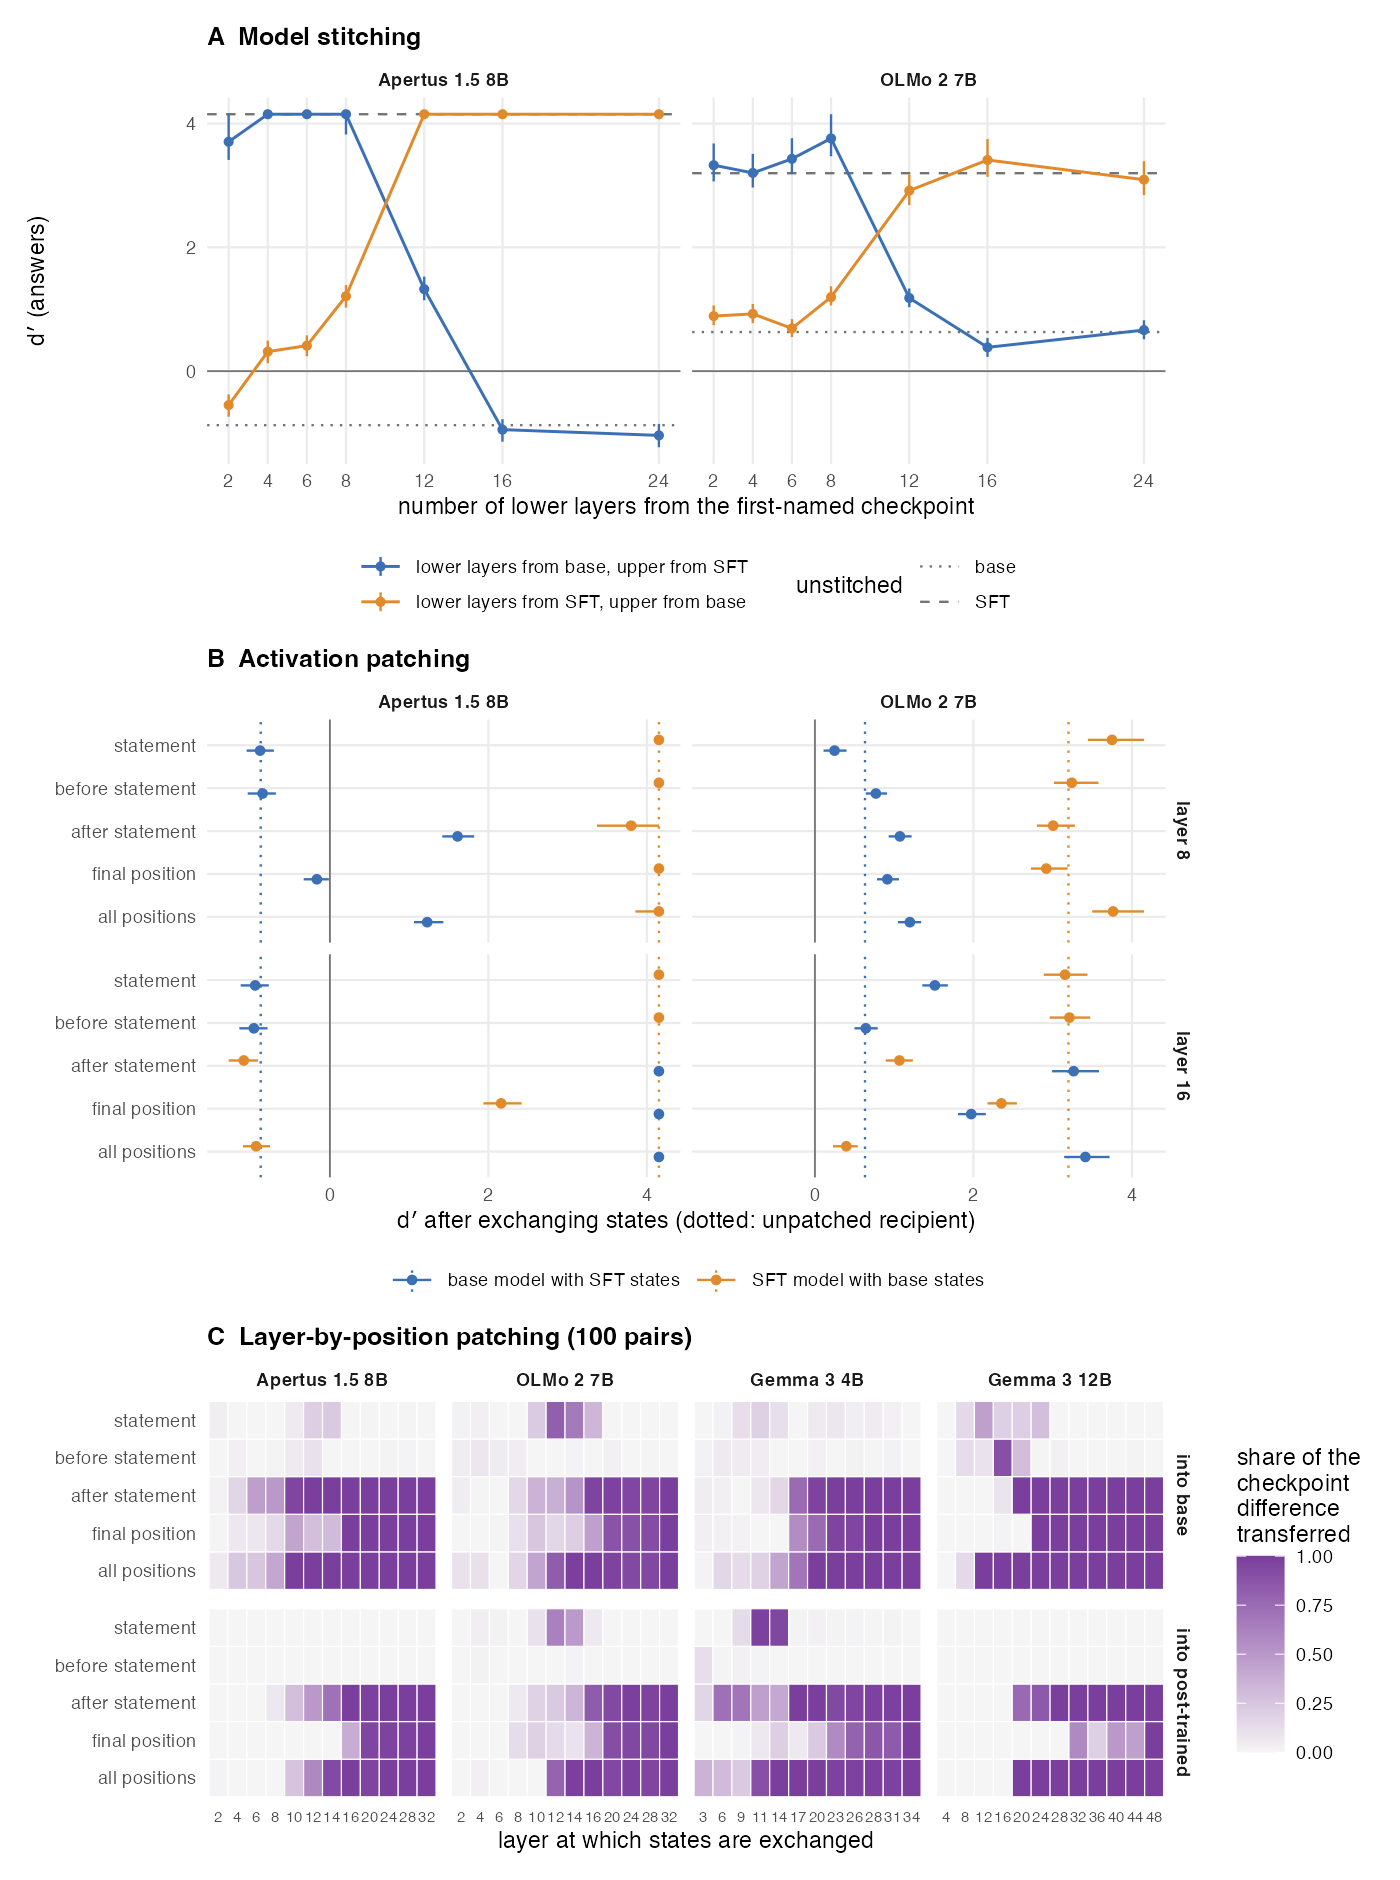 A Model stitching
Apertus 1.5 8B
OLMo 2 7B
4
2
0
d′ (answers)
2 4 6 8 12 16 24
2 4 6 8 12 16 24
number of lower layers from the first-named checkpoint
lower layers from base, upper from SFT
lower layers from SFT, upper from base
unstitched
base
SFT
B Activation patching
Apertus 1.5 8B
OLMo 2 7B
statement
before statement
after statement
final position
all positions
layer 8
statement
before statement
after statement
final position
all positions
layer 16
0 2 4
0 2 4
d′ after exchanging states (dotted: unpatched recipient)
base model with SFT states
SFT model with base states
C Layer-by-position patching (100 pairs)
Apertus 1.5 8B
OLMo 2 7B
Gemma 3 4B
Gemma 3 12B
statement
before statement
after statement
final position
all positions
into base
statement
before statement
after statement
final position
all positions
into post-trained
2 4 6 8 10 12 14 16 20 24 28 32
2 4 6 8 10 12 14 16 20 24 28 32
3 6 9 11 14 17 20 23 26 28 31 34
4 8 12 16 20 24 28 32 36 40 44 48
layer at which states are exchanged
share of the
checkpoint
difference
transferred
1.00
0.75
0.50
0.25
0.00